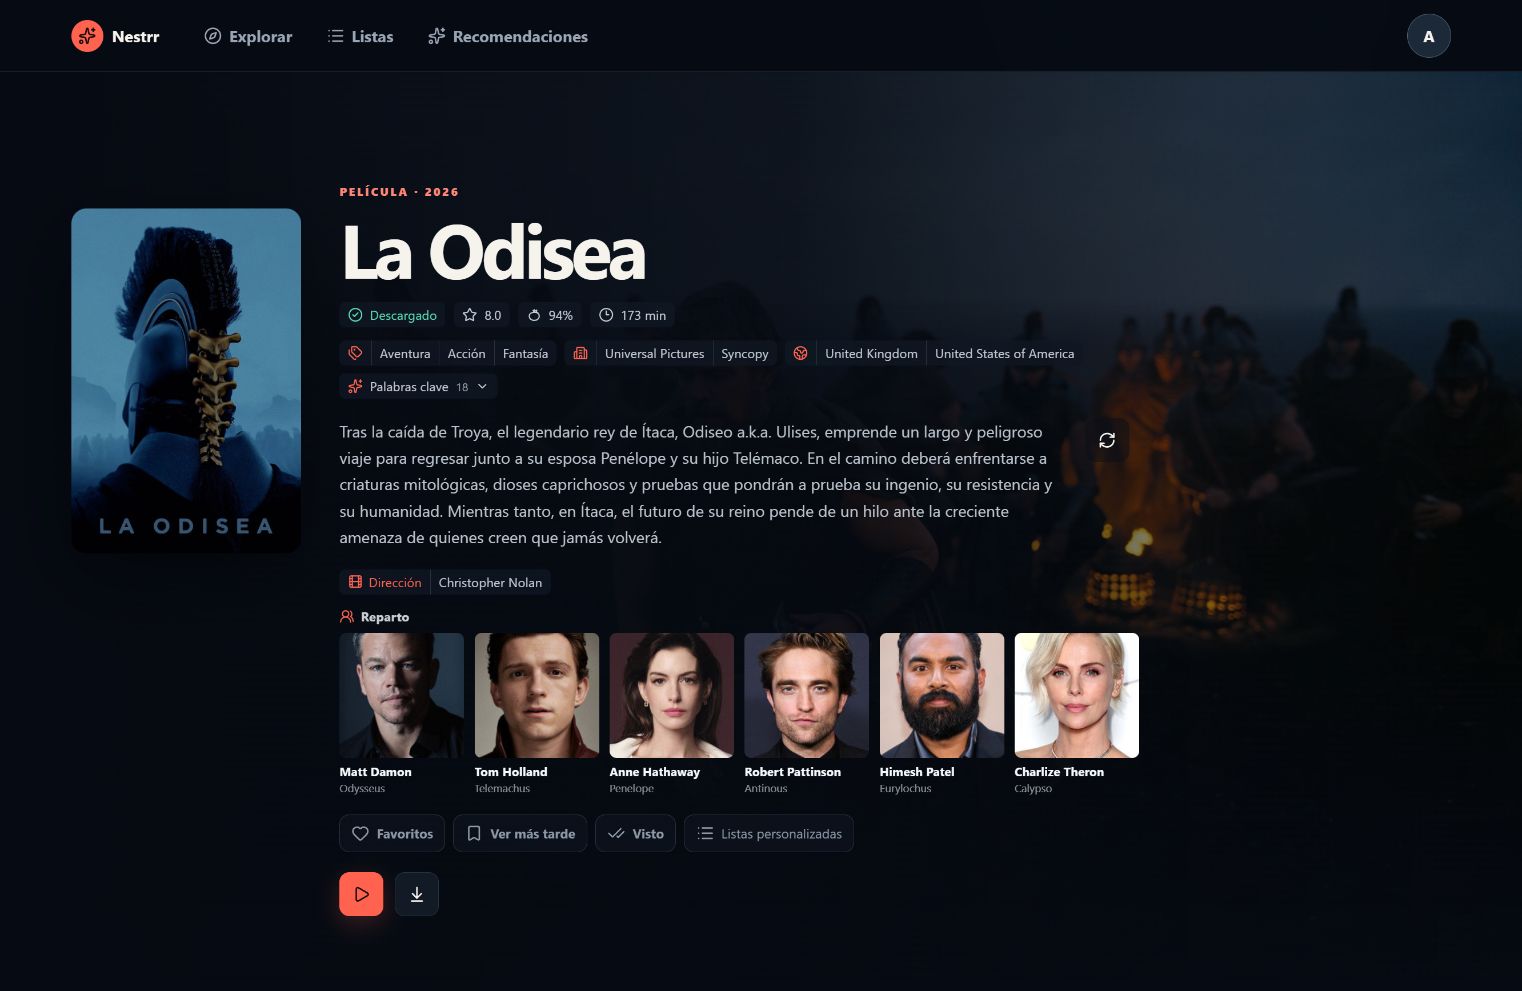 Nestrr
Explorar
Listas
Recomendaciones
A
PELÍCULA · 2026
La Odisea
Descargado
8.0
94%
173 min
Aventura
Acción
Fantasía
Universal Pictures
Syncopy
United Kingdom
United States of America
Palabras clave 18
Tras la caída de Troya, el legendario rey de Ítaca, Odiseo a.k.a. Ulises, emprende un largo y peligroso
viaje para regresar junto a su esposa Penélope y su hijo Telémaco. En el camino deberá enfrentarse a
criaturas mitológicas, dioses caprichosos y pruebas que pondrán a prueba su ingenio, su resistencia y
su humanidad. Mientras tanto, en Ítaca, el futuro de su reino pende de un hilo ante la creciente
amenaza de quienes creen que jamás volverá.
LA ODISEA
Dirección
Christopher Nolan
Reparto
Matt Damon
Odysseus
Tom Holland
Telemachus
Anne Hathaway
Penelope
Robert Pattinson
Antinous
Himesh Patel
Eurylochus
Charlize Theron
Calypso
Favoritos
Ver más tarde
Visto
Listas personalizadas